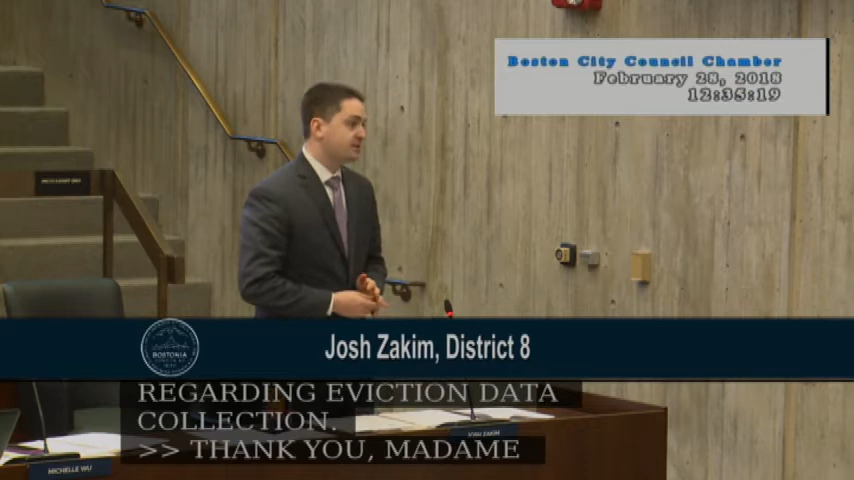 Boston City Council Chamber
February 28, 2018
12:35:19
BOSTONIA
Josh Zakim, District 8
REGARDING EVICTION DATA
COLLECTION.
>> THANK YOU, MADAME
JOSH ZAKIM
MICHELLE WU